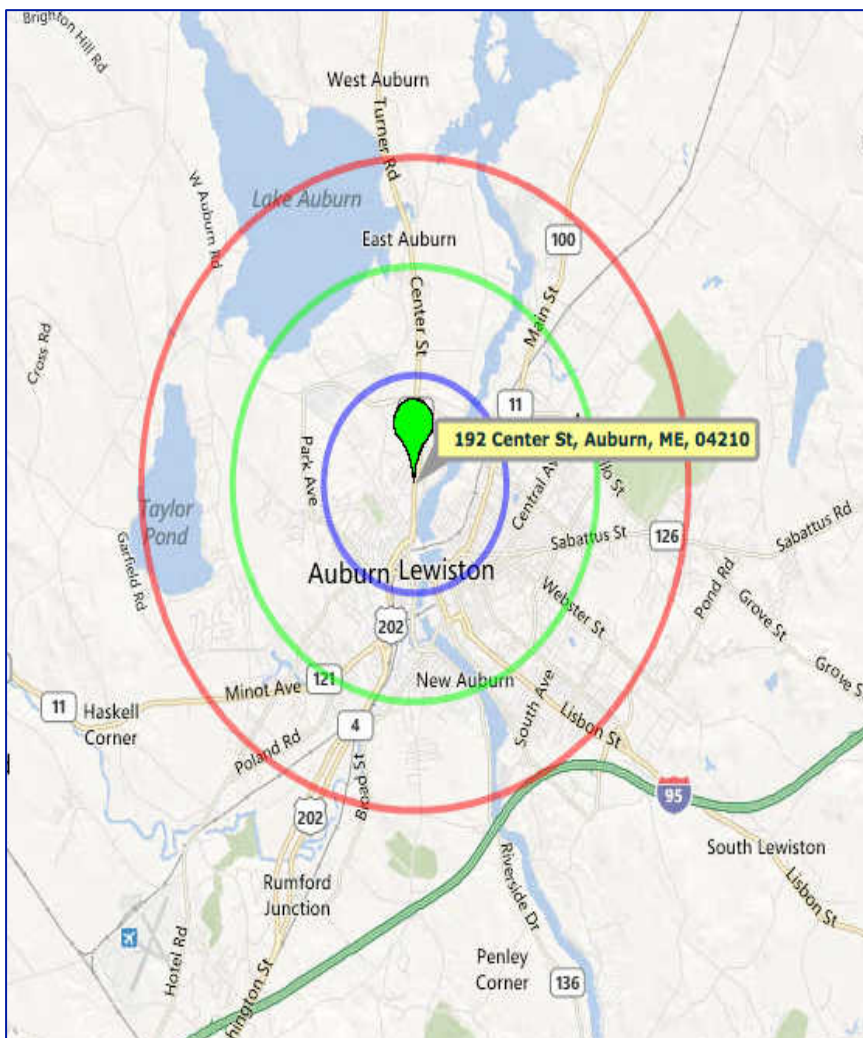 Brighton
Hill Rd
West Auburn
Turner Rd
W Auburn Rd
Lake Auburn
East Auburn
100
Center St
Main St
Cross Rd
11
192 Center St, Auburn, ME, 04210
Park Ave
Central Av
Taylor
Pond
Sabattus St
126
Sabattus Rd
Garfield Rd
Auburn
Lewiston
Webster St
Pond Rd
Grove St
Grove S
202
121
Minot Ave
New Auburn
South Ave
11
Haskell
Corner
4
Lisbon St
Poland Rd
oad St
95
202
South Lewiston
Riverside Dr
Rumford
Junction
Lisbon St
Hotel Rd
Penley
Corner
136
hington St